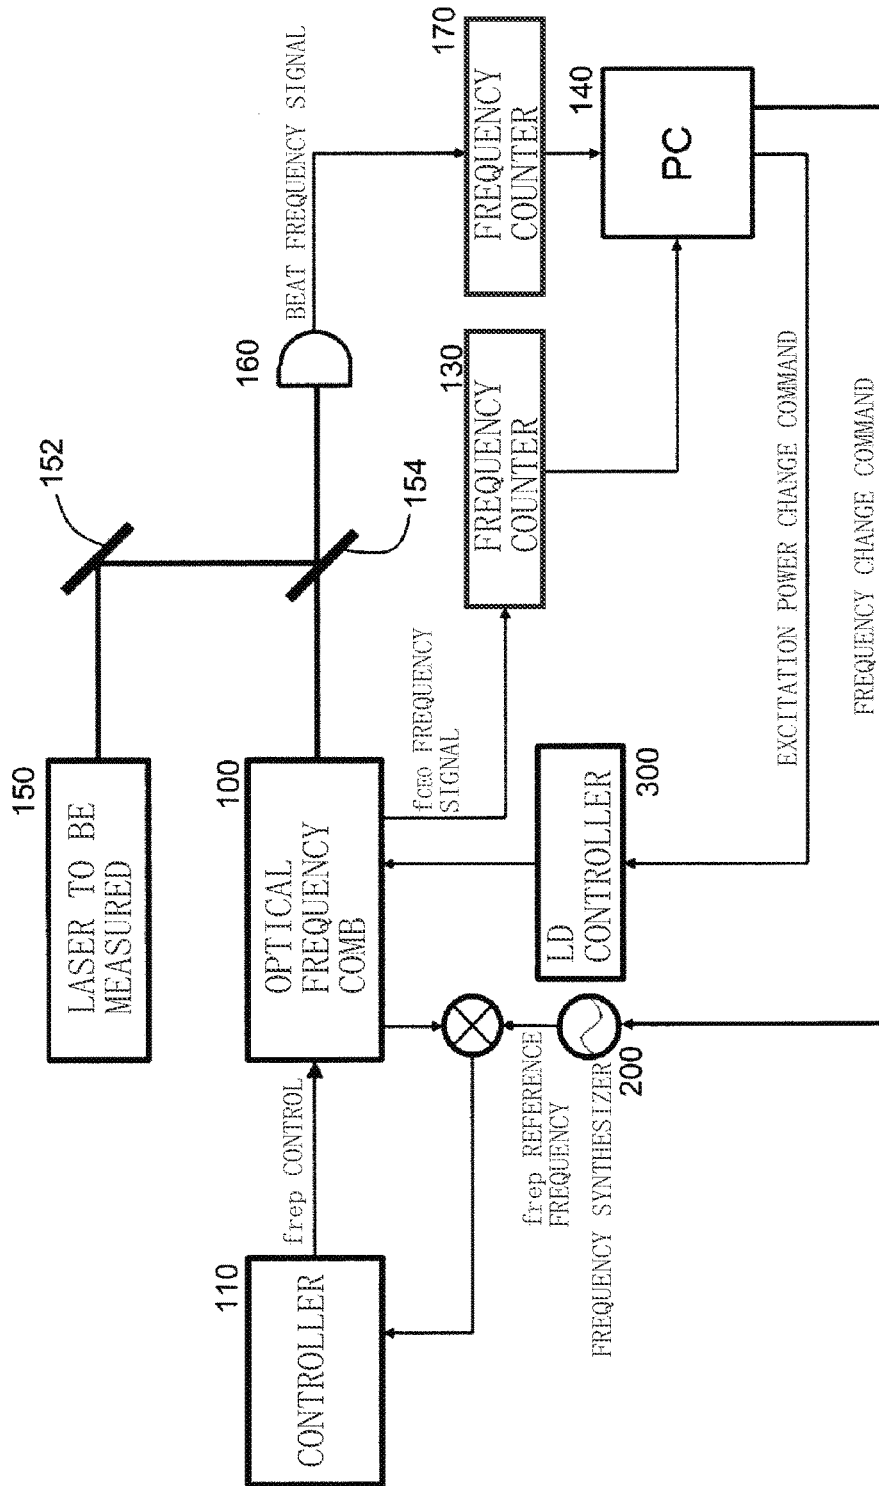 150
LASER TO BE
MEASURED
152
154
160
BEAT FREQUENCY SIGNAL
110
CONTROLLER
frep CONTROL
100
OPTICAL
FREQUENCY
COMB
fCEO FREQUENCY
SIGNAL
130
FREQUENCY
COUNTER
170
FREQUENCY
COUNTER
frep REFERENCE
FREQUENCY
200
FREQUENCY SYNTHESIZER
300
LD
CONTROLLER
140
PC
EXCITATION POWER CHANGE COMMAND
FREQUENCY CHANGE COMMAND